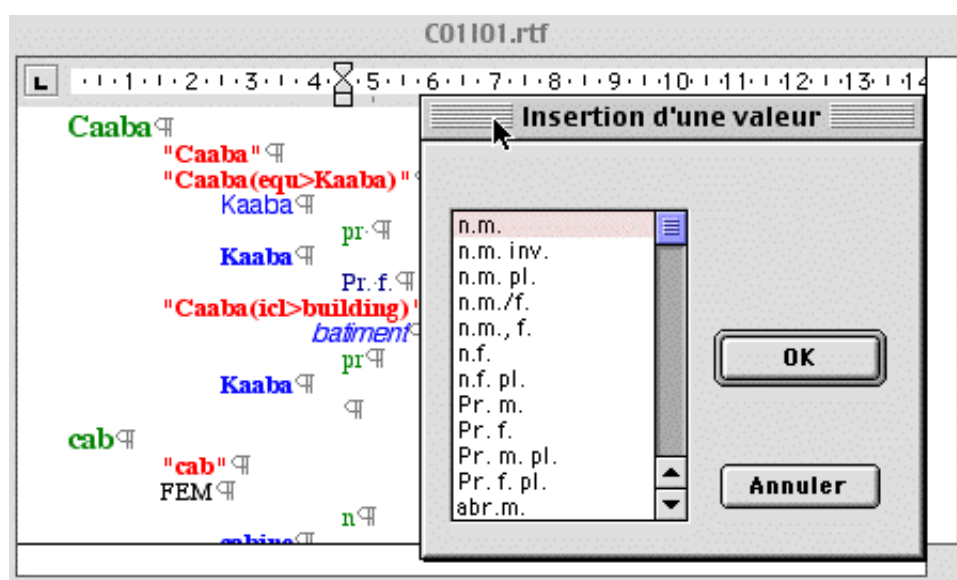 C01I01.rtf
L 1 2 3 4 5 6 7 8 9 10 11 12 13 14
Caaba¶
"Caaba"¶
"Caaba(equ>Kaaba)"
Kaaba¶
pr·¶
Kaaba¶
Pr.·f.¶
"Caaba(icl>building)"
batiment¶
pr¶
Kaaba¶
¶
cab¶
"cab"¶
FEM¶
n¶
cabine¶
Insertion d'une valeur
n.m.
n.m. inv.
n.m. pl.
n.m./f.
n.m., f.
n.f.
n.f. pl.
Pr. m.
Pr. f.
Pr. m. pl.
Pr. f. pl.
abr.m.
OK
Annuler